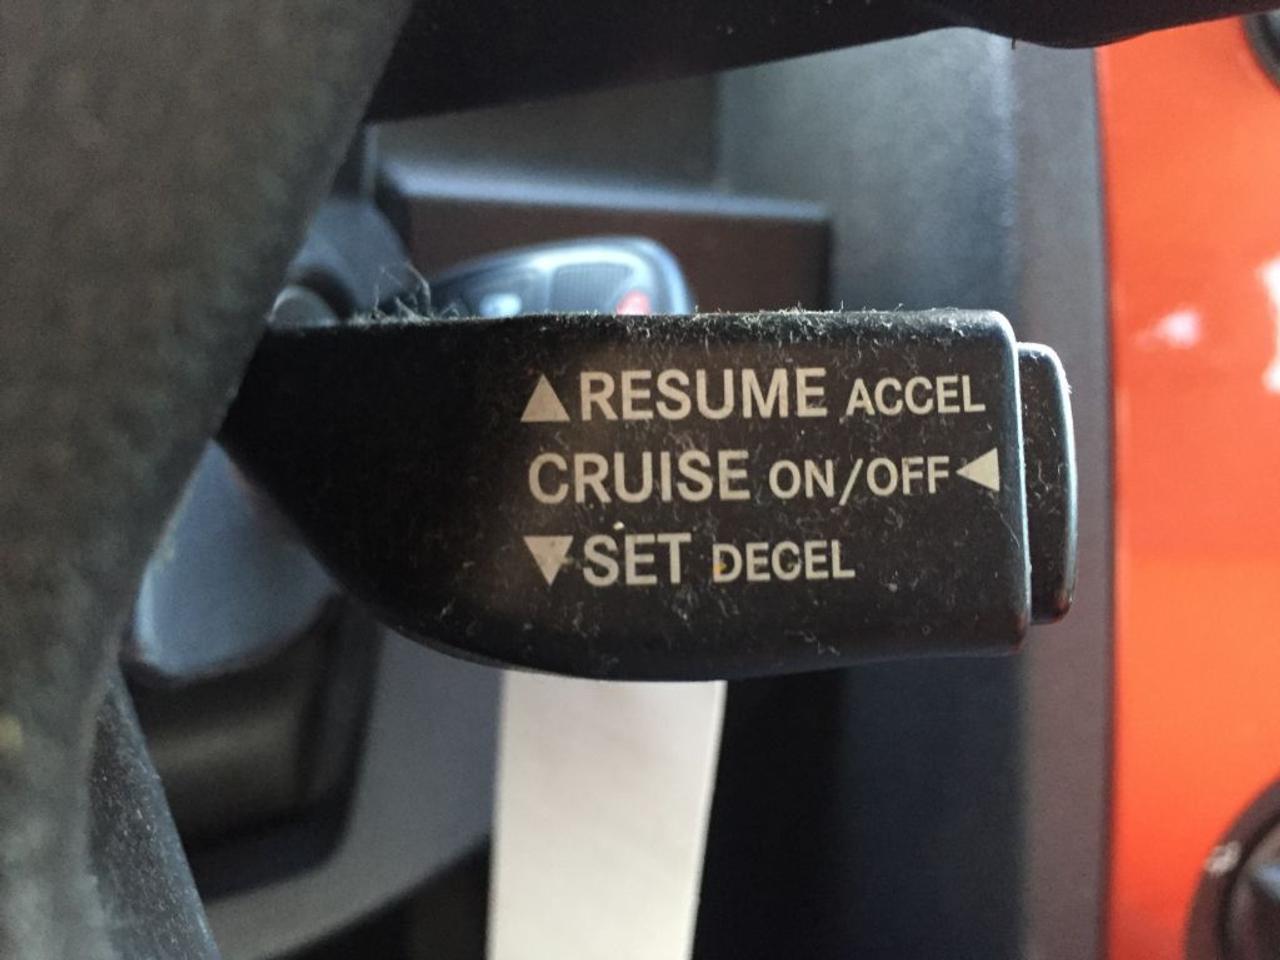 ▲RESUME ACCEL
CRUISE ON/OFF◀
▼SET DECEL